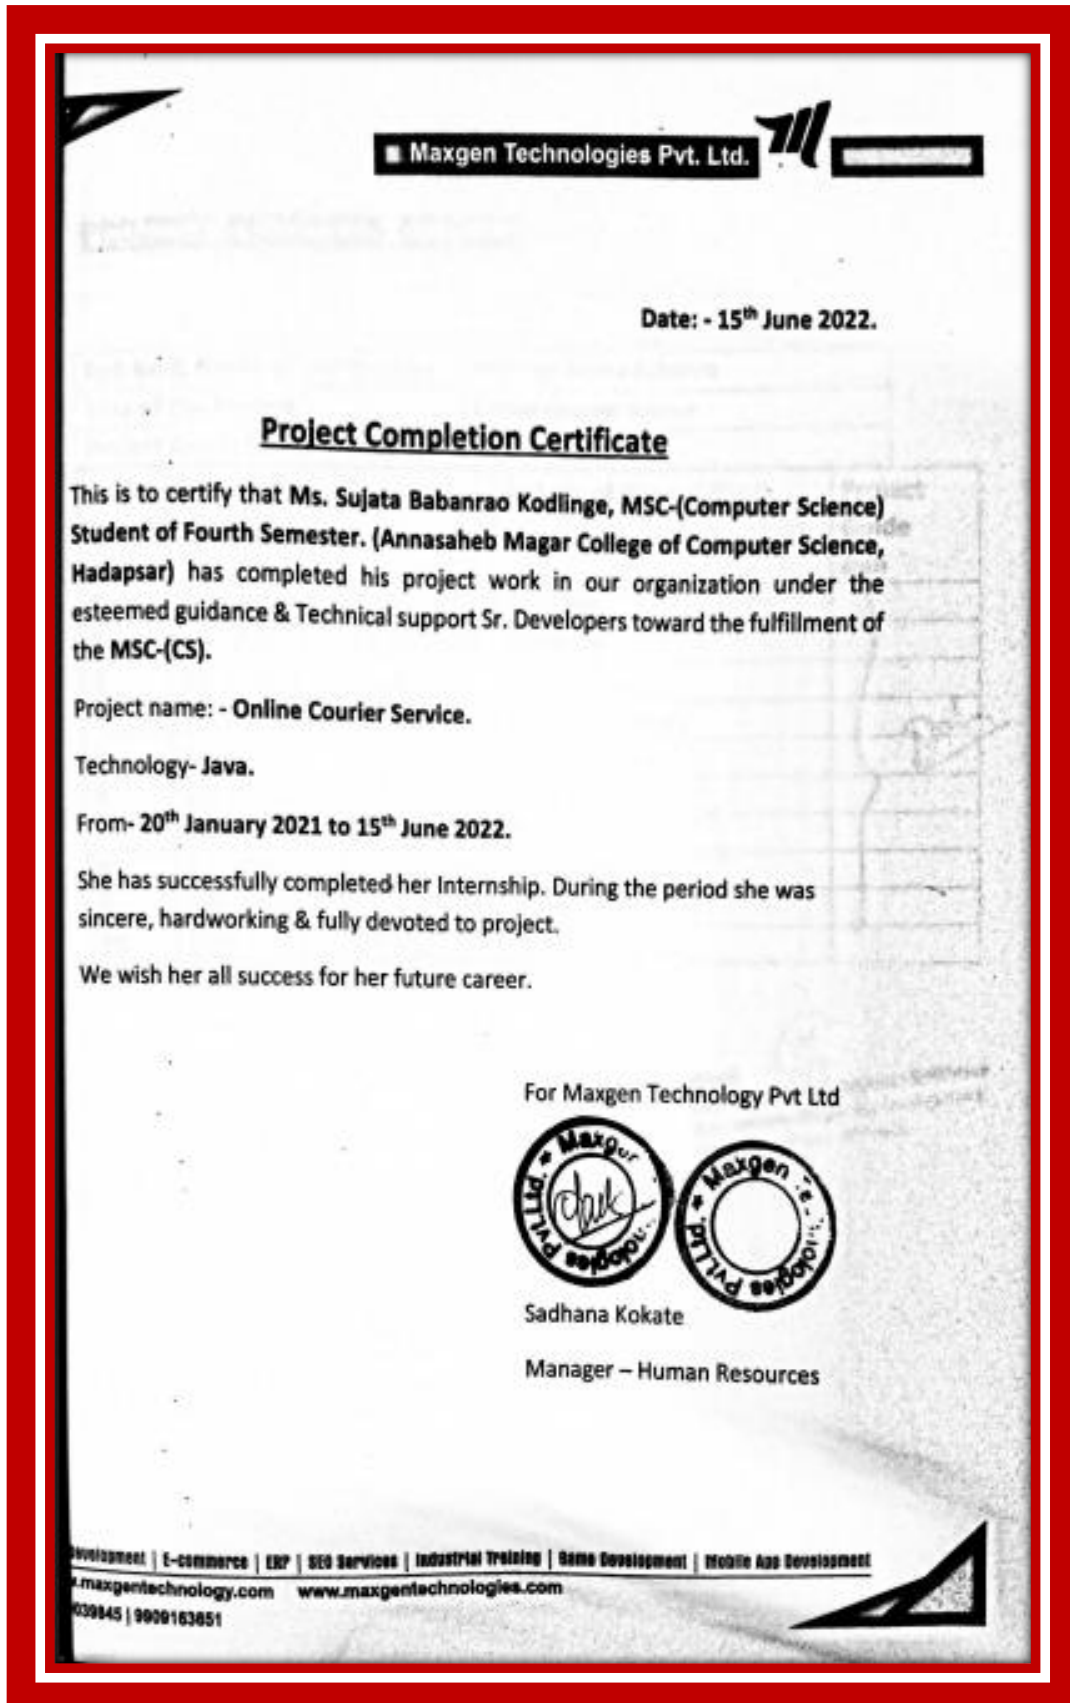 Maxgen Technologies Pvt. Ltd.
Date: - 15th June 2022.
Project Completion Certificate
This is to certify that Ms. Sujata Babanrao Kodlinge, MSC-(Computer Science)
Student of Fourth Semester. (Annasaheb Magar College of Computer Science,
Hadapsar) has completed his project work in our organization under the
esteemed guidance & Technical support Sr. Developers toward the fulfillment of
the MSC-(CS).
Project name: - Online Courier Service.
Technology- Java.
From- 20th January 2021 to 15th June 2022.
She has successfully completed her Internship. During the period she was
sincere, hardworking & fully devoted to project.
We wish her all success for her future career.
For Maxgen Technology Pvt Ltd
Maxgen Technologies Pvt.Ltd.
Sadhana Kokate
Manager – Human Resources
| E-commerce | ERP | SEO Services | Industrial Training | Game Development | Mobile App Development
.maxgentechnology.com www.maxgentechnologies.com
039845 | 9909163651